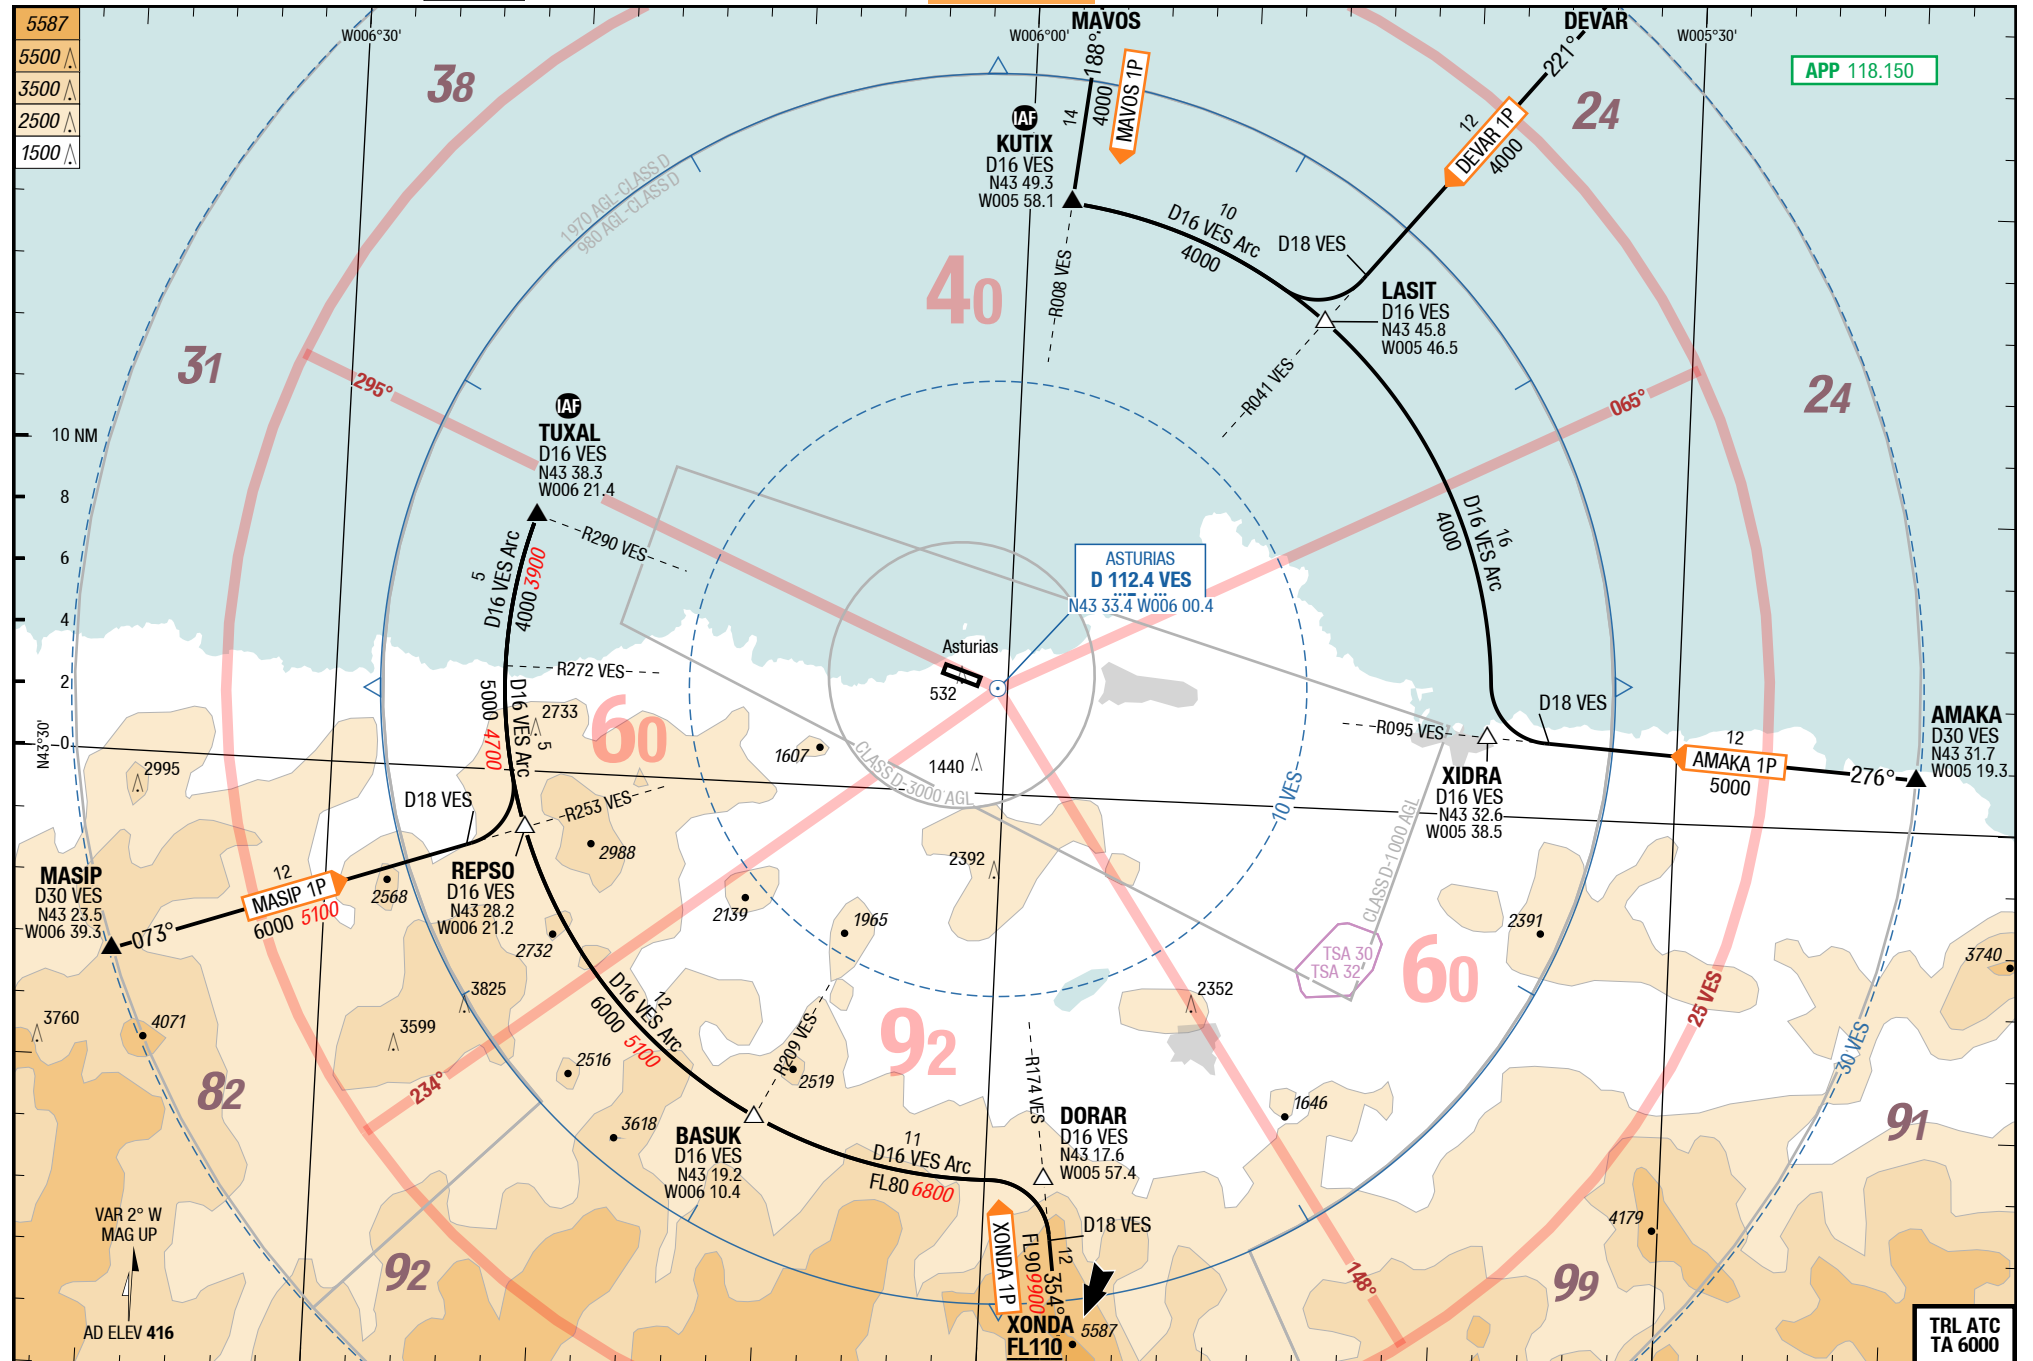 5587
5500
3500
2500
1500
W006°30'
W006°00'
W005°30'
MAVOS
DEVAR
188°
4000
14
MAVOS 1P
221°
12
DEVAR 1P
4000
APP 118.150
38
24
31
24
40
60
60
92
82
92
91
99
1970 AGL-CLASS D
980 AGL-CLASS D
IAF
KUTIX
D16 VES
N43 49.3
W005 58.1
R008 VES
10
D16 VES Arc
4000
D18 VES
LASIT
D16 VES
N43 45.8
W005 46.5
R041 VES
295°
065°
IAF
TUXAL
D16 VES
N43 38.3
W006 21.4
R290 VES
10 NM
8
6
4
2
0
N43°30'
5
D16 VES Arc
4000 3900
16
D16 VES Arc
4000
ASTURIAS
D 112.4 VES
N43 33.4 W006 00.4
Asturias
532
R272 VES
D16 VES Arc
5
5000 4700
2733
2995
1607
1440
CLASS D-3000 AGL
10 VES
R095 VES
D18 VES
XIDRA
D16 VES
N43 32.6
W005 38.5
12
AMAKA 1P
5000
276°
AMAKA
D30 VES
N43 31.7
W005 19.3
CLASS D-1000 AGL
D18 VES
R253 VES
2988
REPSO
D16 VES
N43 28.2
W006 21.2
MASIP
D30 VES
N43 23.5
W006 39.3
073°
12
MASIP 1P
6000 5100
2568
2139
2392
1965
2732
2391
3740
TSA 30
TSA 32
3825
3760
4071
3599
2352
25 VES
30 VES
12
D16 VES Arc
6000 5100
R209 VES
2516
2519
3618
234°
R174 VES
1646
BASUK
D16 VES
N43 19.2
W006 10.4
11
D16 VES Arc
FL80 6800
DORAR
D16 VES
N43 17.6
W005 57.4
D18 VES
4179
VAR 2° W
MAG UP
AD ELEV 416
XONDA 1P
FL90 9900
12
354°
148°
XONDA
FL110
5587
TRL ATC
TA 6000